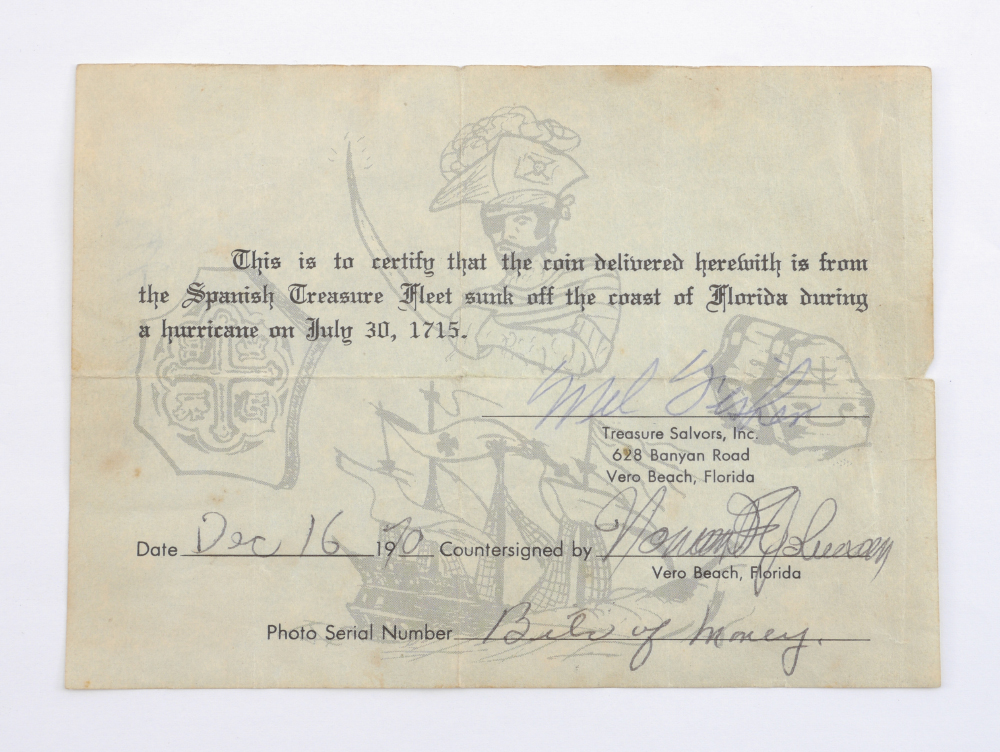 This is to certify that the coin delivered herewith is from
the Spanish Treasure Fleet sunk off the coast of Florida during
a hurricane on July 30, 1715.
Mel Fisher
Treasure Salvors, Inc.
628 Banyan Road
Vero Beach, Florida
Date Dec 16 1970 Countersigned by
Vero Beach, Florida
Photo Serial Number Bits of money.